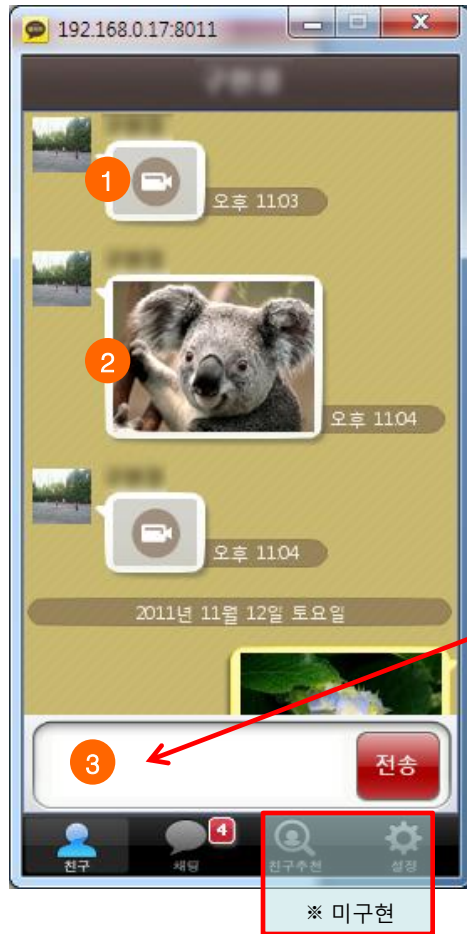 192.168.0.17:8011
1
오후 11:03
2
오후 11:04
오후 11:04
2011년 11월 12일 토요일
3
전송
4
친구
채팅
친구추천
설정
※ 미구현